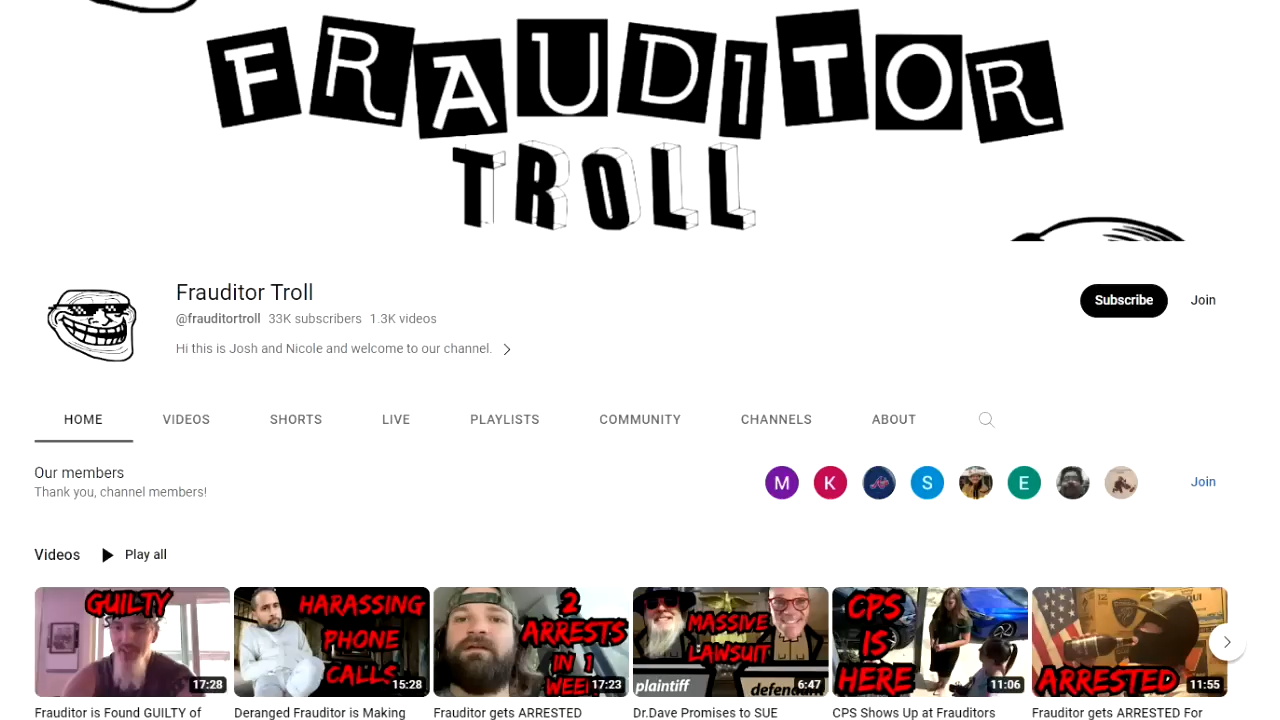 FRAUDITOR
TROLL
Frauditor Troll
@frauditortroll 33K subscribers 1.3K videos
Hi this is Josh and Nicole and welcome to our channel.
Subscribe
Join
HOME
VIDEOS
SHORTS
LIVE
PLAYLISTS
COMMUNITY
CHANNELS
ABOUT
Our members
Thank you, channel members!
M
K
S
E
Join
Videos
Play all
GUILTY
17:28
HARASSING
PHONE
CALLS
15:28
2
ARRESTS
IN 1
WEEK
17:23
MASSIVE
LAWSUIT
plaintiff
defendant
6:47
CPS
IS
HERE
11:06
ARRESTED
11:55
Frauditor is Found GUILTY of
Deranged Frauditor is Making
Frauditor gets ARRESTED
Dr.Dave Promises to SUE
CPS Shows Up at Frauditors
Frauditor gets ARRESTED For